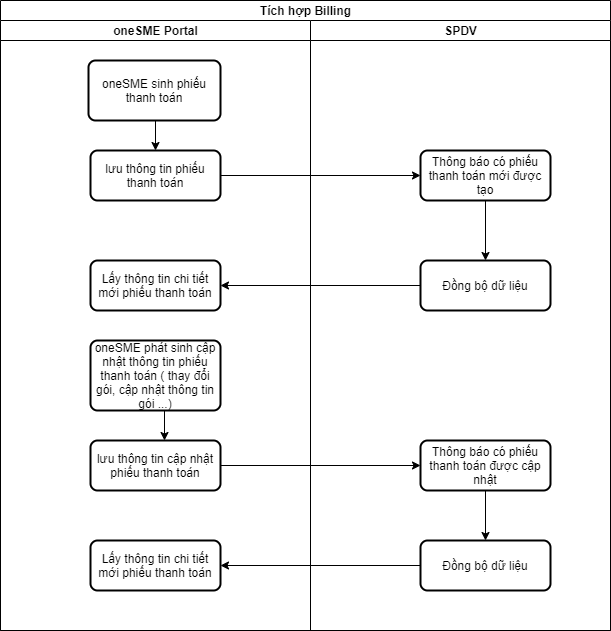 Tích hợp Billing
oneSME Portal
SPDV
oneSME sinh phiếu
thanh toán
lưu thông tin phiếu
thanh toán
Thông báo có phiếu
thanh toán mới được
tạo
Lấy thông tin chi tiết
mới phiếu thanh toán
Đồng bộ dữ liệu
oneSME phát sinh cập
nhật thông tin phiếu
thanh toán ( thay đổi
gói, cập nhật thông tin
gói ...)
lưu thông tin cập nhật
phiếu thanh toán
Thông báo có phiếu
thanh toán được cập
nhật
Lấy thông tin chi tiết
mới phiếu thanh toán
Đồng bộ dữ liệu